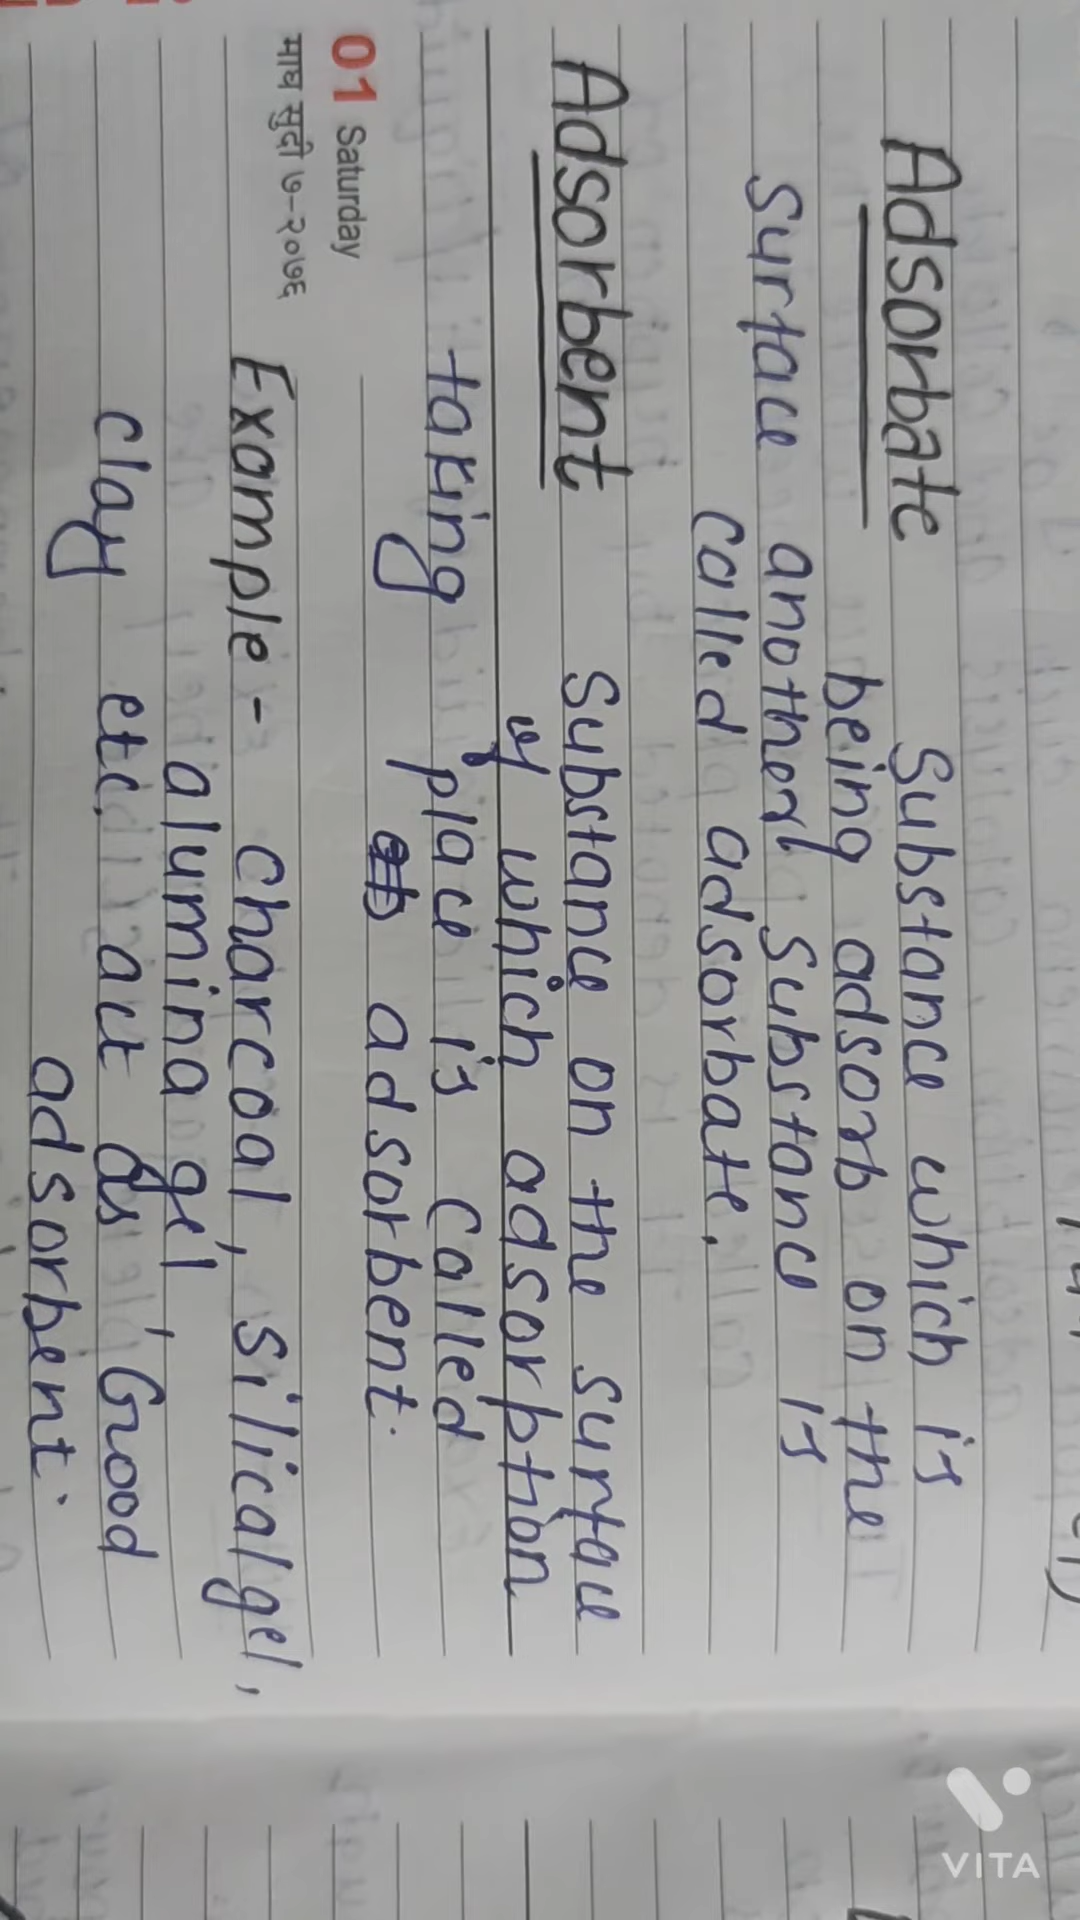 Adsorbate Substance which is
being adsorb on the
Surface another substance is
called adsorbate.
Adsorbent Substance on the surface
of which adsorption
taking place is called
adsorbent.
01 Saturday
माघ सुदी ७-२०७६
Example - Charcoal, Silicalgel,
alumina gel,
clay etc. act as Good
adsorbent.
VITA